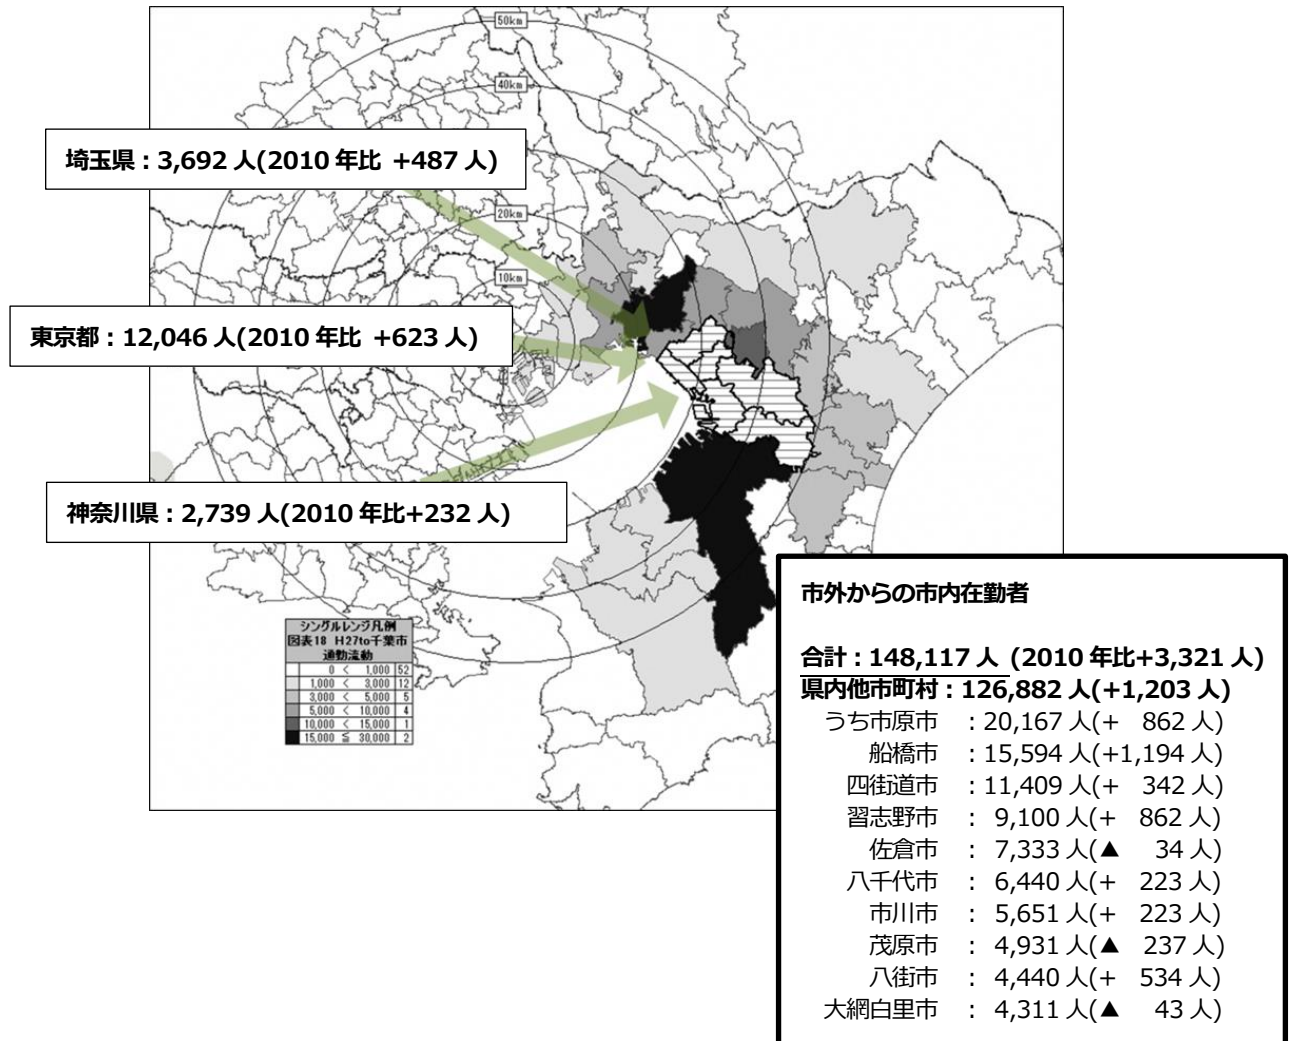 50km
40km
埼玉県：3,692 人(2010 年比 +487 人)
20km
10km
東京都：12,046 人(2010 年比 +623 人)
神奈川県：2,739 人(2010 年比+232 人)
シングルレンジ凡例
図表18 H27to千葉市
通勤流動
0 < 1,000 52
1,000 < 3,000 12
3,000 < 5,000 5
5,000 < 10,000 4
10,000 < 15,000 1
15,000 ≦ 30,000 2
市外からの市内在勤者
合計：148,117 人 (2010 年比+3,321 人)
県内他市町村：126,882 人(+1,203 人)
うち市原市 ：20,167 人(+ 862 人)
船橋市 ：15,594 人(+1,194 人)
四街道市 ：11,409 人(+ 342 人)
習志野市 ： 9,100 人(+ 862 人)
佐倉市 ： 7,333 人(▲ 34 人)
八千代市 ： 6,440 人(+ 223 人)
市川市 ： 5,651 人(+ 223 人)
茂原市 ： 4,931 人(▲ 237 人)
八街市 ： 4,440 人(+ 534 人)
大網白里市 ： 4,311 人(▲ 43 人)